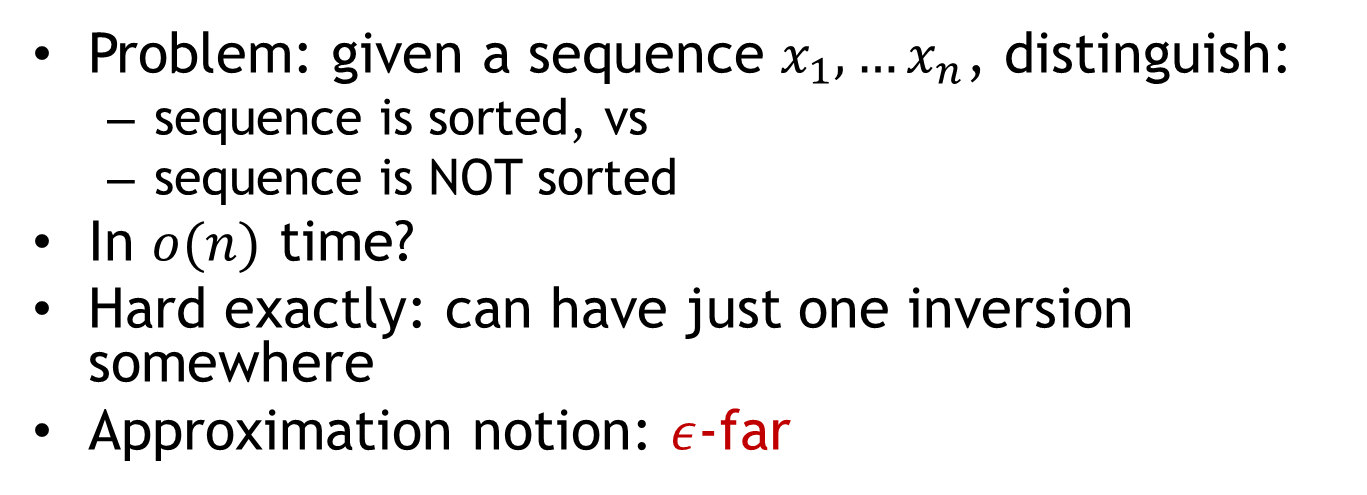 • Problem: given a sequence x₁, … xₙ, distinguish:
– sequence is sorted, vs
– sequence is NOT sorted
• In o(n) time?
• Hard exactly: can have just one inversion
somewhere
• Approximation notion: ϵ-far